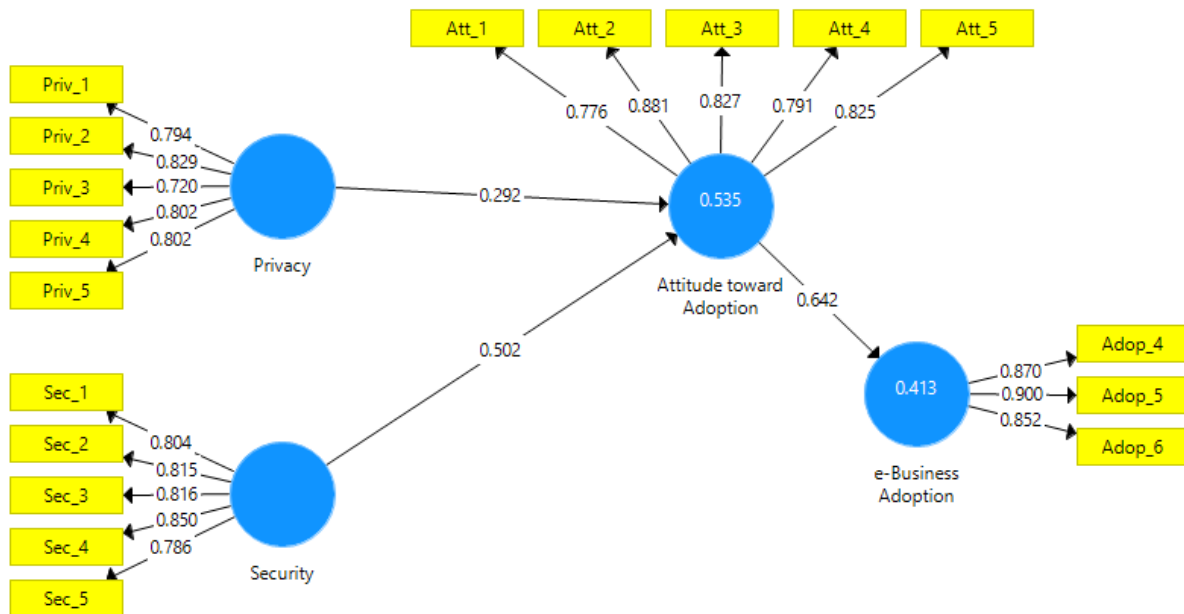 Att_1
Att_2
Att_3
Att_4
Att_5
0.776
0.881
0.827
0.791
0.825
Priv_1
Priv_2
Priv_3
Priv_4
Priv_5
0.794
0.829
0.720
0.802
0.802
Privacy
0.292
0.535
Attitude toward
Adoption
0.642
0.502
Sec_1
Sec_2
Sec_3
Sec_4
Sec_5
0.804
0.815
0.816
0.850
0.786
Security
0.413
e-Business
Adoption
0.870
0.900
0.852
Adop_4
Adop_5
Adop_6